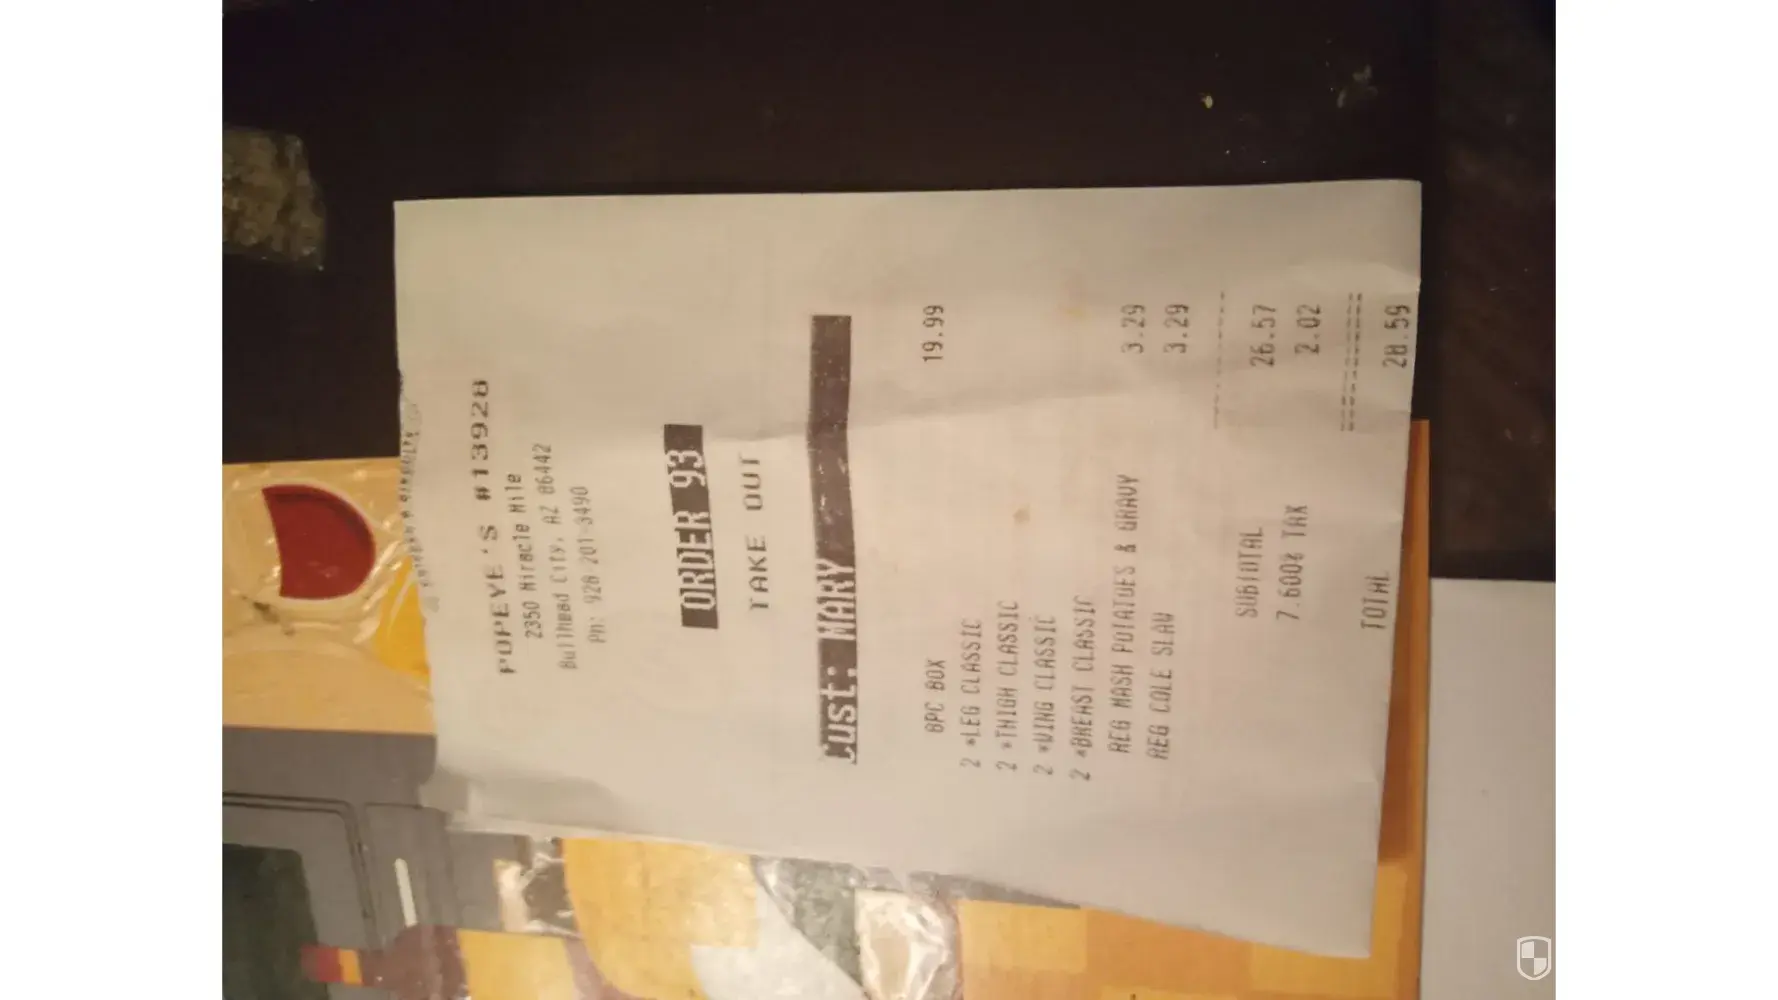 POPEYE'S #13928
2350 Miracle Mile
Bullhead City, AZ 86442
Ph: 928-201-3490
ORDER 93
TAKE OUT
Cust: MARY
8PC BOX 19.99
2 *LEG CLASSIC
2 *THIGH CLASSIC
2 *WING CLASSIC
2 *BREAST CLASSIC
REG MASH POTATOES & GRAVY 3.29
REG COLE SLAW 3.29
SUBTOTAL 26.57
7.600% TAX 2.02
TOTAL 28.59